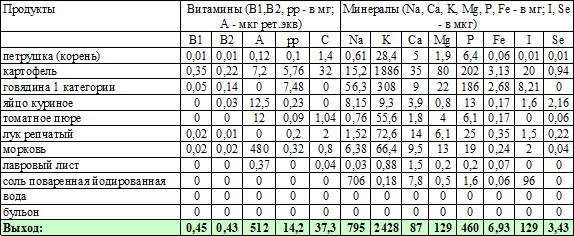 Продукты Витамины (B1,B2, pp - в мг; Минералы (Na, Ca, K, Mg, P, Fe - в мг; I, Se
А - мкг рет.экв) - в мкг)
B1 B2 А pp С Na K Ca Mg P Fe I Se
петрушка (корень) 0,01 0,01 0,12 0,1 1,4 0,61 28,4 5 1,9 6,4 0,06 0,01 0,01
картофель 0,35 0,22 7,2 5,76 32 15,2 1886 35 80 202 3,13 20 0,94
говядина 1 категории 0,05 0,14 0 7,48 0 56,3 308 9 22 186 2,68 8,21 0
яйцо куриное 0 0,03 12,5 0,23 0 8,15 9,3 3,9 0,8 13 0,17 1,6 2,16
томатное пюре 0 0 12 0,09 1,04 0,76 55,6 1,8 4 6,1 0,17 0 0,06
лук репчатый 0,02 0,01 0 0,2 2 1,52 72,6 14 6,1 25 0,35 1,5 0,22
морковь 0,02 0,02 480 0,32 0,8 6,38 66,4 9,5 13 19 0,24 2 0,04
лавровый лист 0 0 0,37 0 0,04 0,03 0,88 1,5 0,2 0,2 0,07 0 0
соль поваренная йодированная 0 0 0 0 0 706 0,18 7,8 0,5 1,6 0,06 96 0
вода 0 0 0 0 0 0 0 0 0 0 0 0 0
бульон 0 0 0 0 0 0 0 0 0 0 0 0 0
Выход: 0,45 0,43 512 14,2 37,3 795 2428 87 129 460 6,93 129 3,43